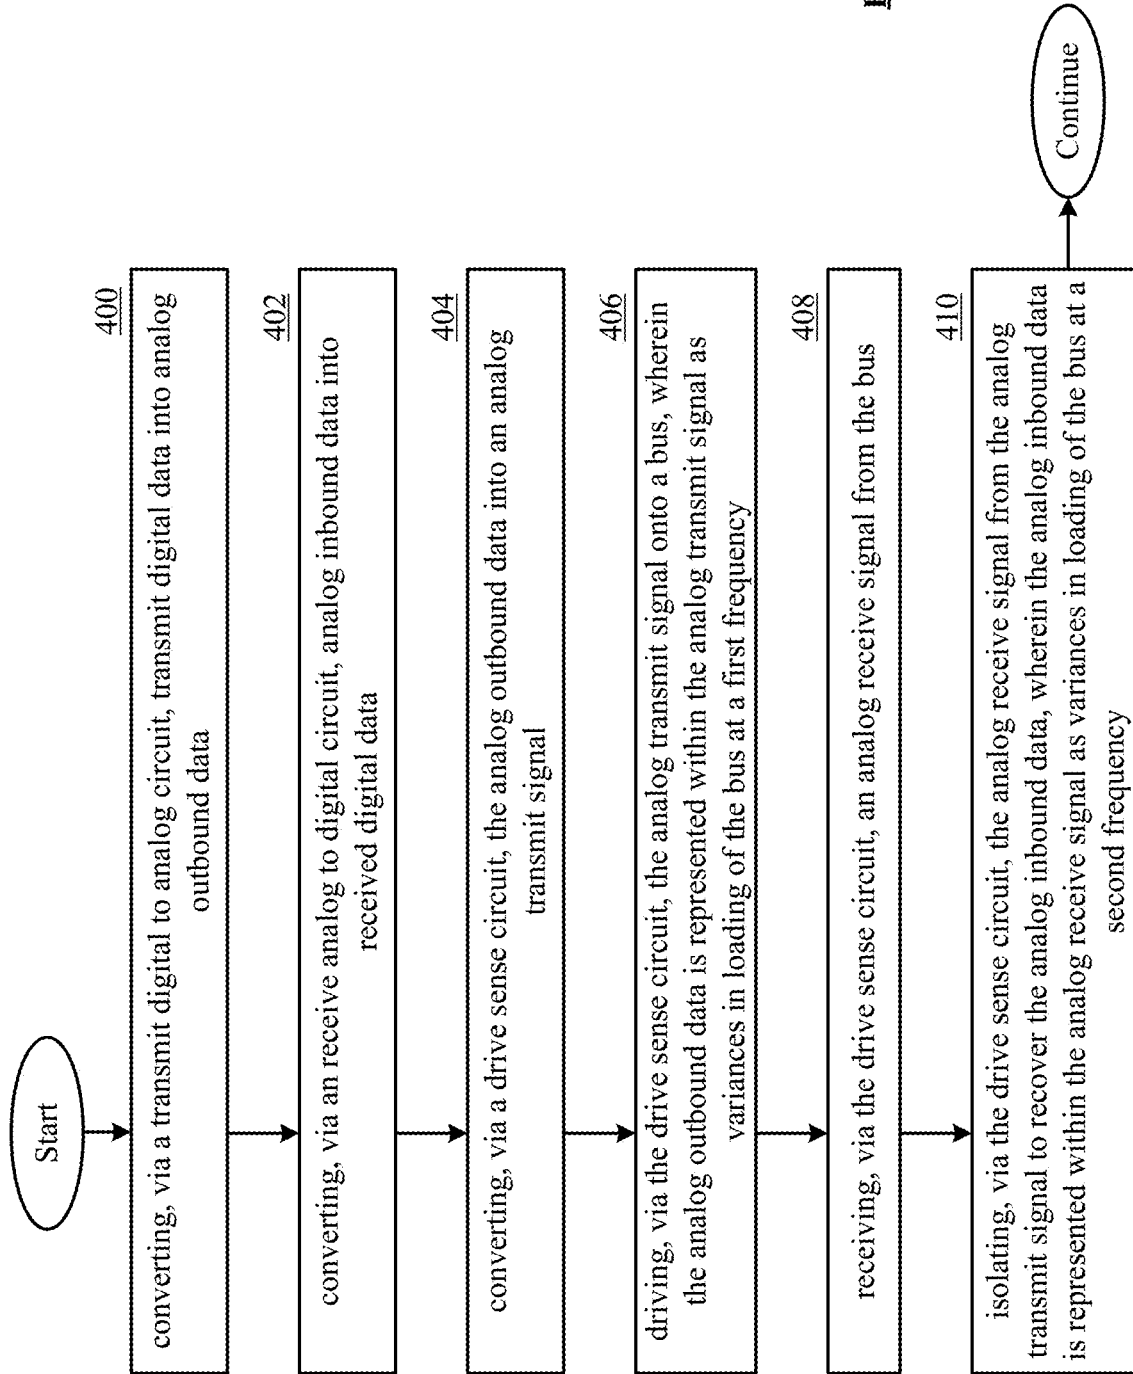 Start
400
converting, via a transmit digital to analog circuit, transmit digital data into analog
outbound data
402
converting, via an receive analog to digital circuit, analog inbound data into
received digital data
404
converting, via a drive sense circuit, the analog outbound data into an analog
transmit signal
406
driving, via the drive sense circuit, the analog transmit signal onto a bus, wherein
the analog outbound data is represented within the analog transmit signal as
variances in loading of the bus at a first frequency
408
receiving, via the drive sense circuit, an analog receive signal from the bus
410
isolating, via the drive sense circuit, the analog receive signal from the analog
transmit signal to recover the analog inbound data, wherein the analog inbound data
is represented within the analog receive signal as variances in loading of the bus at a
second frequency
Continue